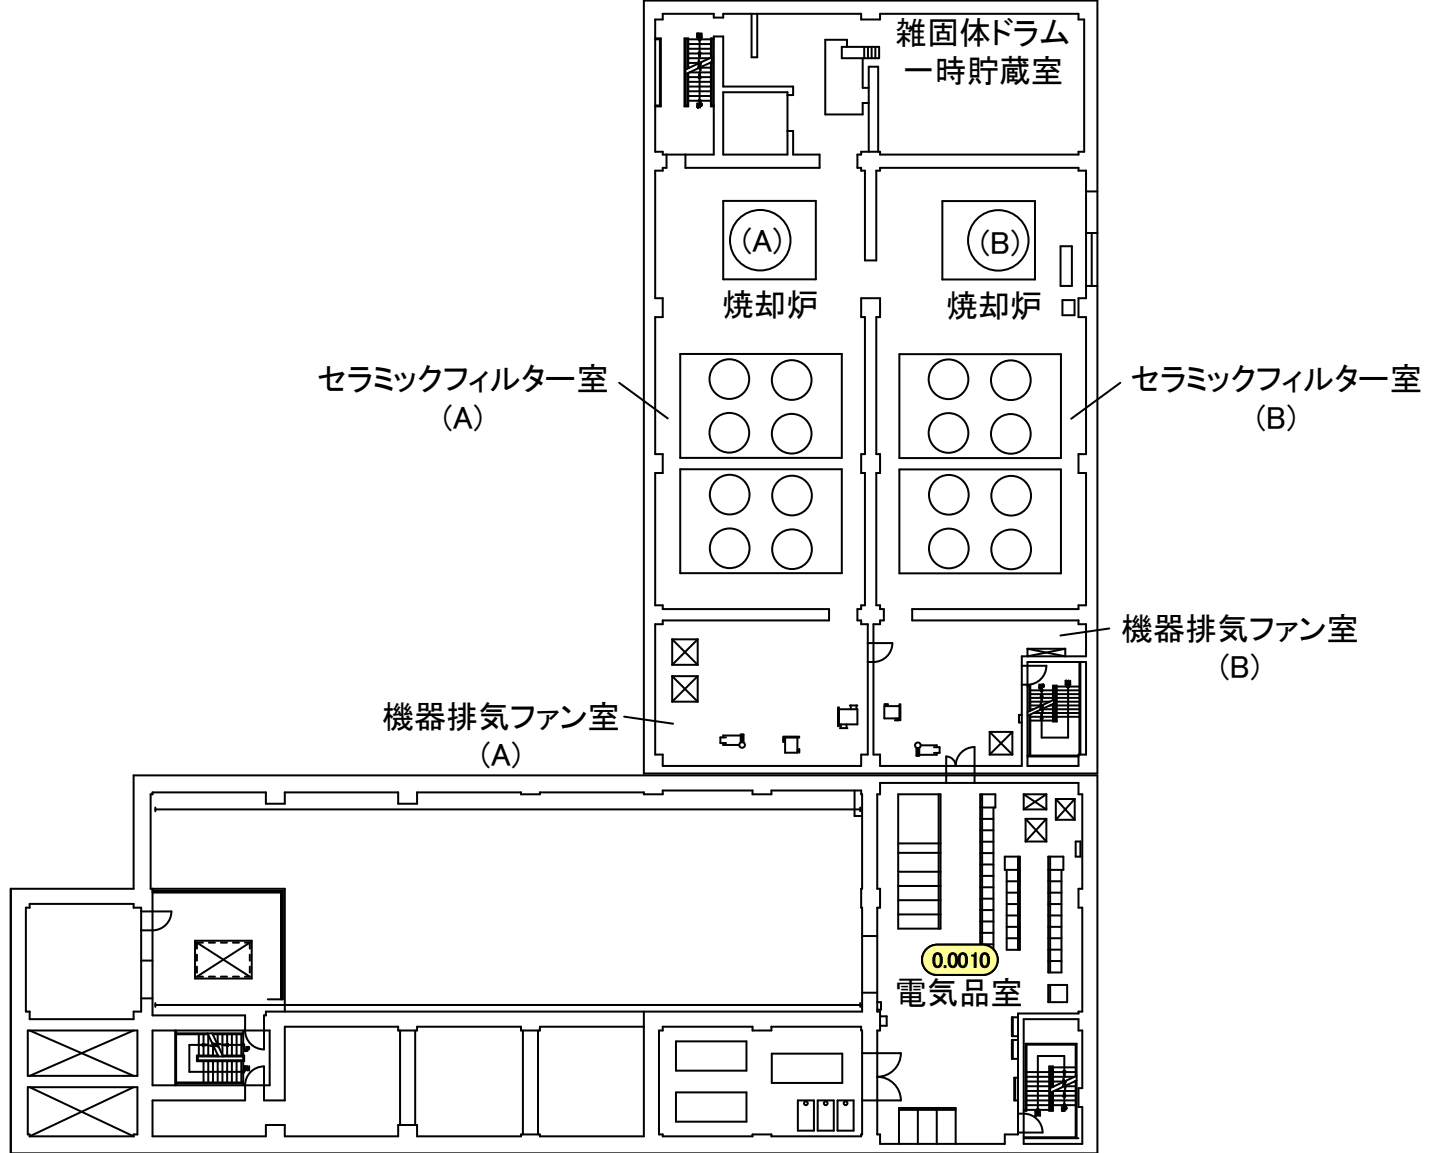 雑固体ドラム
一時貯蔵室
(A)
焼却炉
(B)
焼却炉
セラミックフィルター室
(A)
セラミックフィルター室
(B)
機器排気ファン室
(B)
機器排気ファン室
(A)
0.0010
電気品室